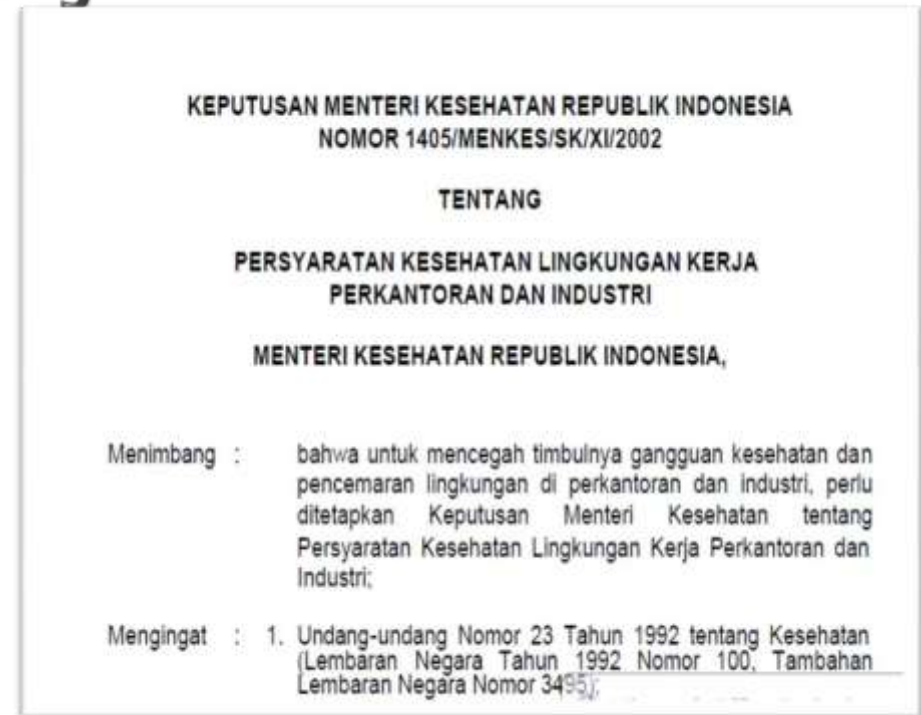 KEPUTUSAN MENTERI KESEHATAN REPUBLIK INDONESIA
NOMOR 1405/MENKES/SK/XI/2002
TENTANG
PERSYARATAN KESEHATAN LINGKUNGAN KERJA
PERKANTORAN DAN INDUSTRI
MENTERI KESEHATAN REPUBLIK INDONESIA,
Menimbang : bahwa untuk mencegah timbulnya gangguan kesehatan dan
pencemaran lingkungan di perkantoran dan industri, perlu
ditetapkan Keputusan Menteri Kesehatan tentang
Persyaratan Kesehatan Lingkungan Kerja Perkantoran dan
Industri;
Mengingat : 1. Undang-undang Nomor 23 Tahun 1992 tentang Kesehatan
(Lembaran Negara Tahun 1992 Nomor 100, Tambahan
Lembaran Negara Nomor 3495);